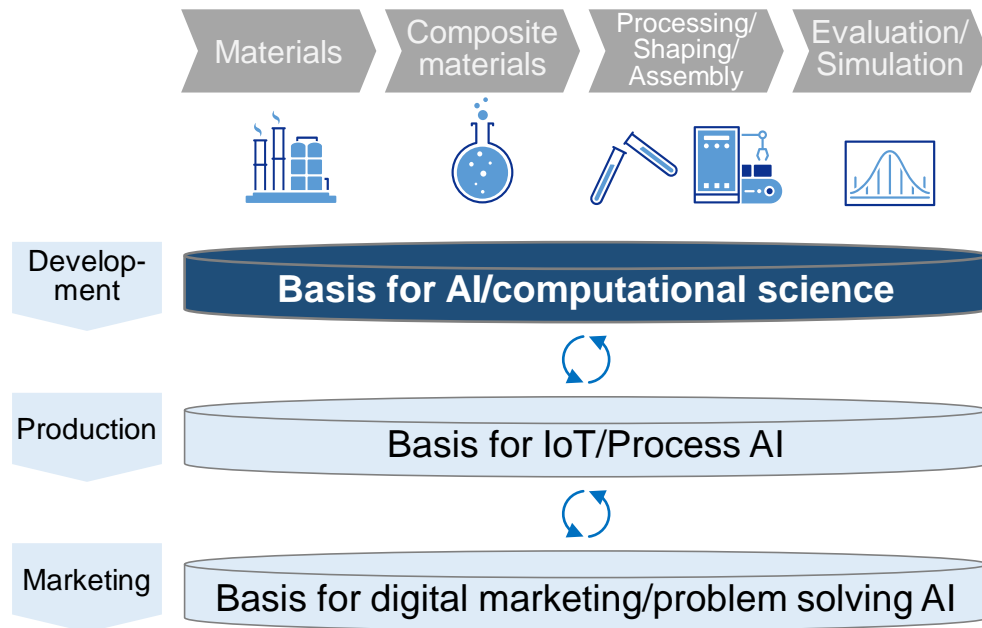 Materials
Composite
materials
Processing/
Shaping/
Assembly
Evaluation/
Simulation
Develop-
ment
Basis for AI/computational science
Production
Basis for IoT/Process AI
Marketing
Basis for digital marketing/problem solving AI